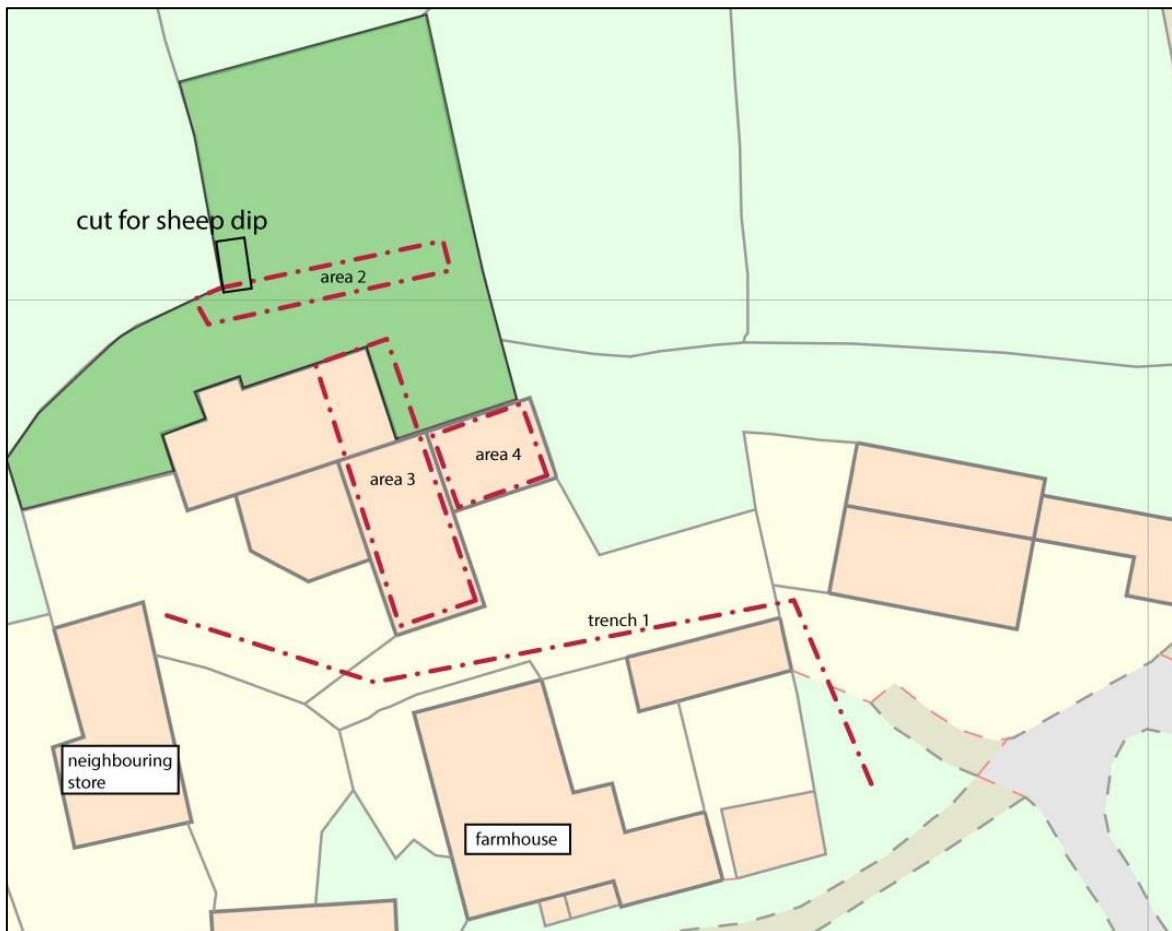 cut for sheep dip
area 2
area 3
area 4
trench 1
neighbouring
store
farmhouse